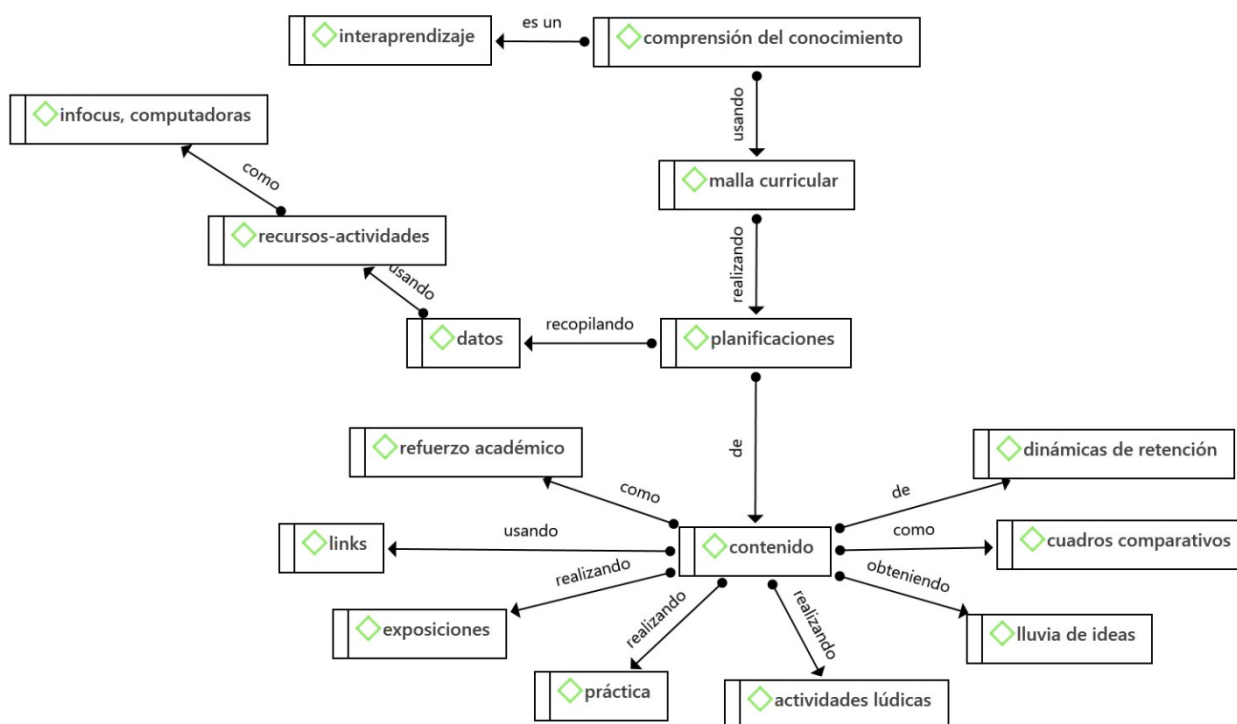 es un
interaprendizaje
comprensión del conocimiento
infocus, computadoras
usando
como
malla curricular
recursos-actividades
realizando
usando
datos
recopilando
planificaciones
de
refuerzo académico
dinámicas de retención
como
de
links
usando
contenido
como
cuadros comparativos
realizando
obteniendo
exposiciones
realizando
realizando
lluvia de ideas
práctica
actividades lúdicas